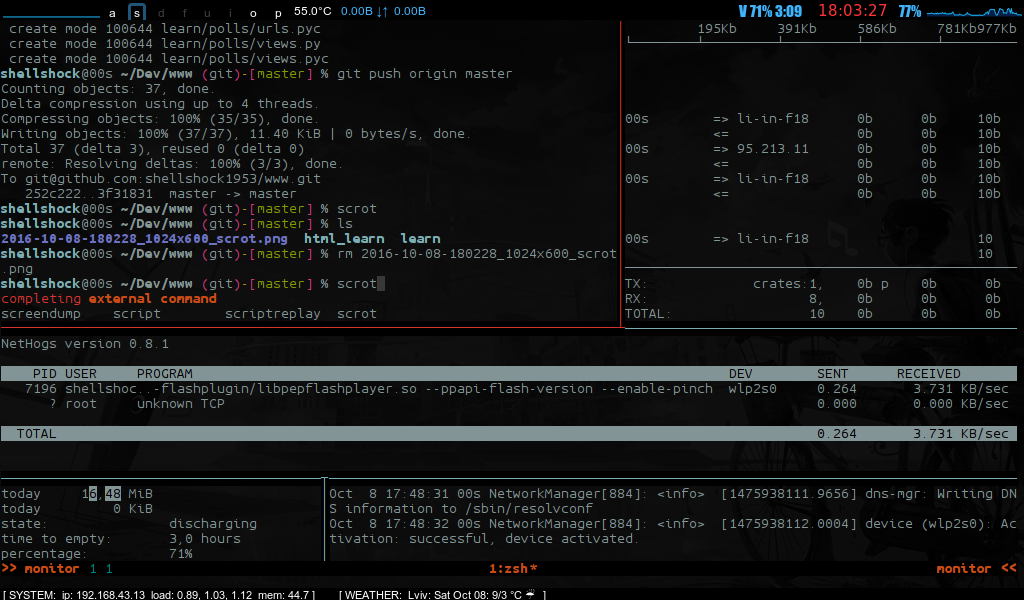 a s d f u i o p 55.0°C 0.00B ↓↑ 0.00B V 71% 3:09 18:03:27 77%
create mode 100644 learn/polls/urls.pyc
create mode 100644 learn/polls/views.py
create mode 100644 learn/polls/views.pyc
shellshock@00s ~/Dev/www (git)-[master] % git push origin master
Counting objects: 37, done.
Delta compression using up to 4 threads.
Compressing objects: 100% (35/35), done.
Writing objects: 100% (37/37), 11.40 KiB | 0 bytes/s, done.
Total 37 (delta 3), reused 0 (delta 0)
remote: Resolving deltas: 100% (3/3), done.
To git@github.com:shellshock1953/www.git
252c222..3f31831 master -> master
shellshock@00s ~/Dev/www (git)-[master] % scrot
shellshock@00s ~/Dev/www (git)-[master] % ls
2016-10-08-180228_1024x600_scrot.png html_learn learn
shellshock@00s ~/Dev/www (git)-[master] % rm 2016-10-08-180228_1024x600_scrot
.png
shellshock@00s ~/Dev/www (git)-[master] % scrot
completing external command
screendump script scriptreplay scrot
195Kb 391Kb 586Kb 781Kb977Kb
00s => li-in-f18 0b 0b 10b
<= 0b 0b 10b
00s => 95.213.11 0b 0b 10b
<= 0b 0b 10b
00s => li-in-f18 0b 0b 10b
<= 0b 0b 10b
00s => li-in-f18 10
10
TX: crates:1, 0b p 0b 0b
RX: 8, 0b 0b 0b
TOTAL: 10 0b 0b 0b
NetHogs version 0.8.1
PID USER PROGRAM DEV SENT RECEIVED
7196 shellshoc..-flashplugin/libpepflashplayer.so --ppapi-flash-version --enable-pinch wlp2s0 0.264 3.731 KB/sec
? root unknown TCP 0.000 0.000 KB/sec
TOTAL 0.264 3.731 KB/sec
today 16,48 MiB
today 0 KiB
state: discharging
time to empty: 3,0 hours
percentage: 71%
Oct 8 17:48:31 00s NetworkManager[884]: <info> [1475938111.9656] dns-mgr: Writing DN
S information to /sbin/resolvconf
Oct 8 17:48:32 00s NetworkManager[884]: <info> [1475938112.0004] device (wlp2s0): Ac
tivation: successful, device activated.
>> monitor 1 1 1:zsh* monitor <<
[ SYSTEM: ip: 192.168.43.13 load: 0.89, 1.03, 1.12 mem: 44.7 ] [ WEATHER: Lviv: Sat Oct 08: 9/3 °C ☔ ]